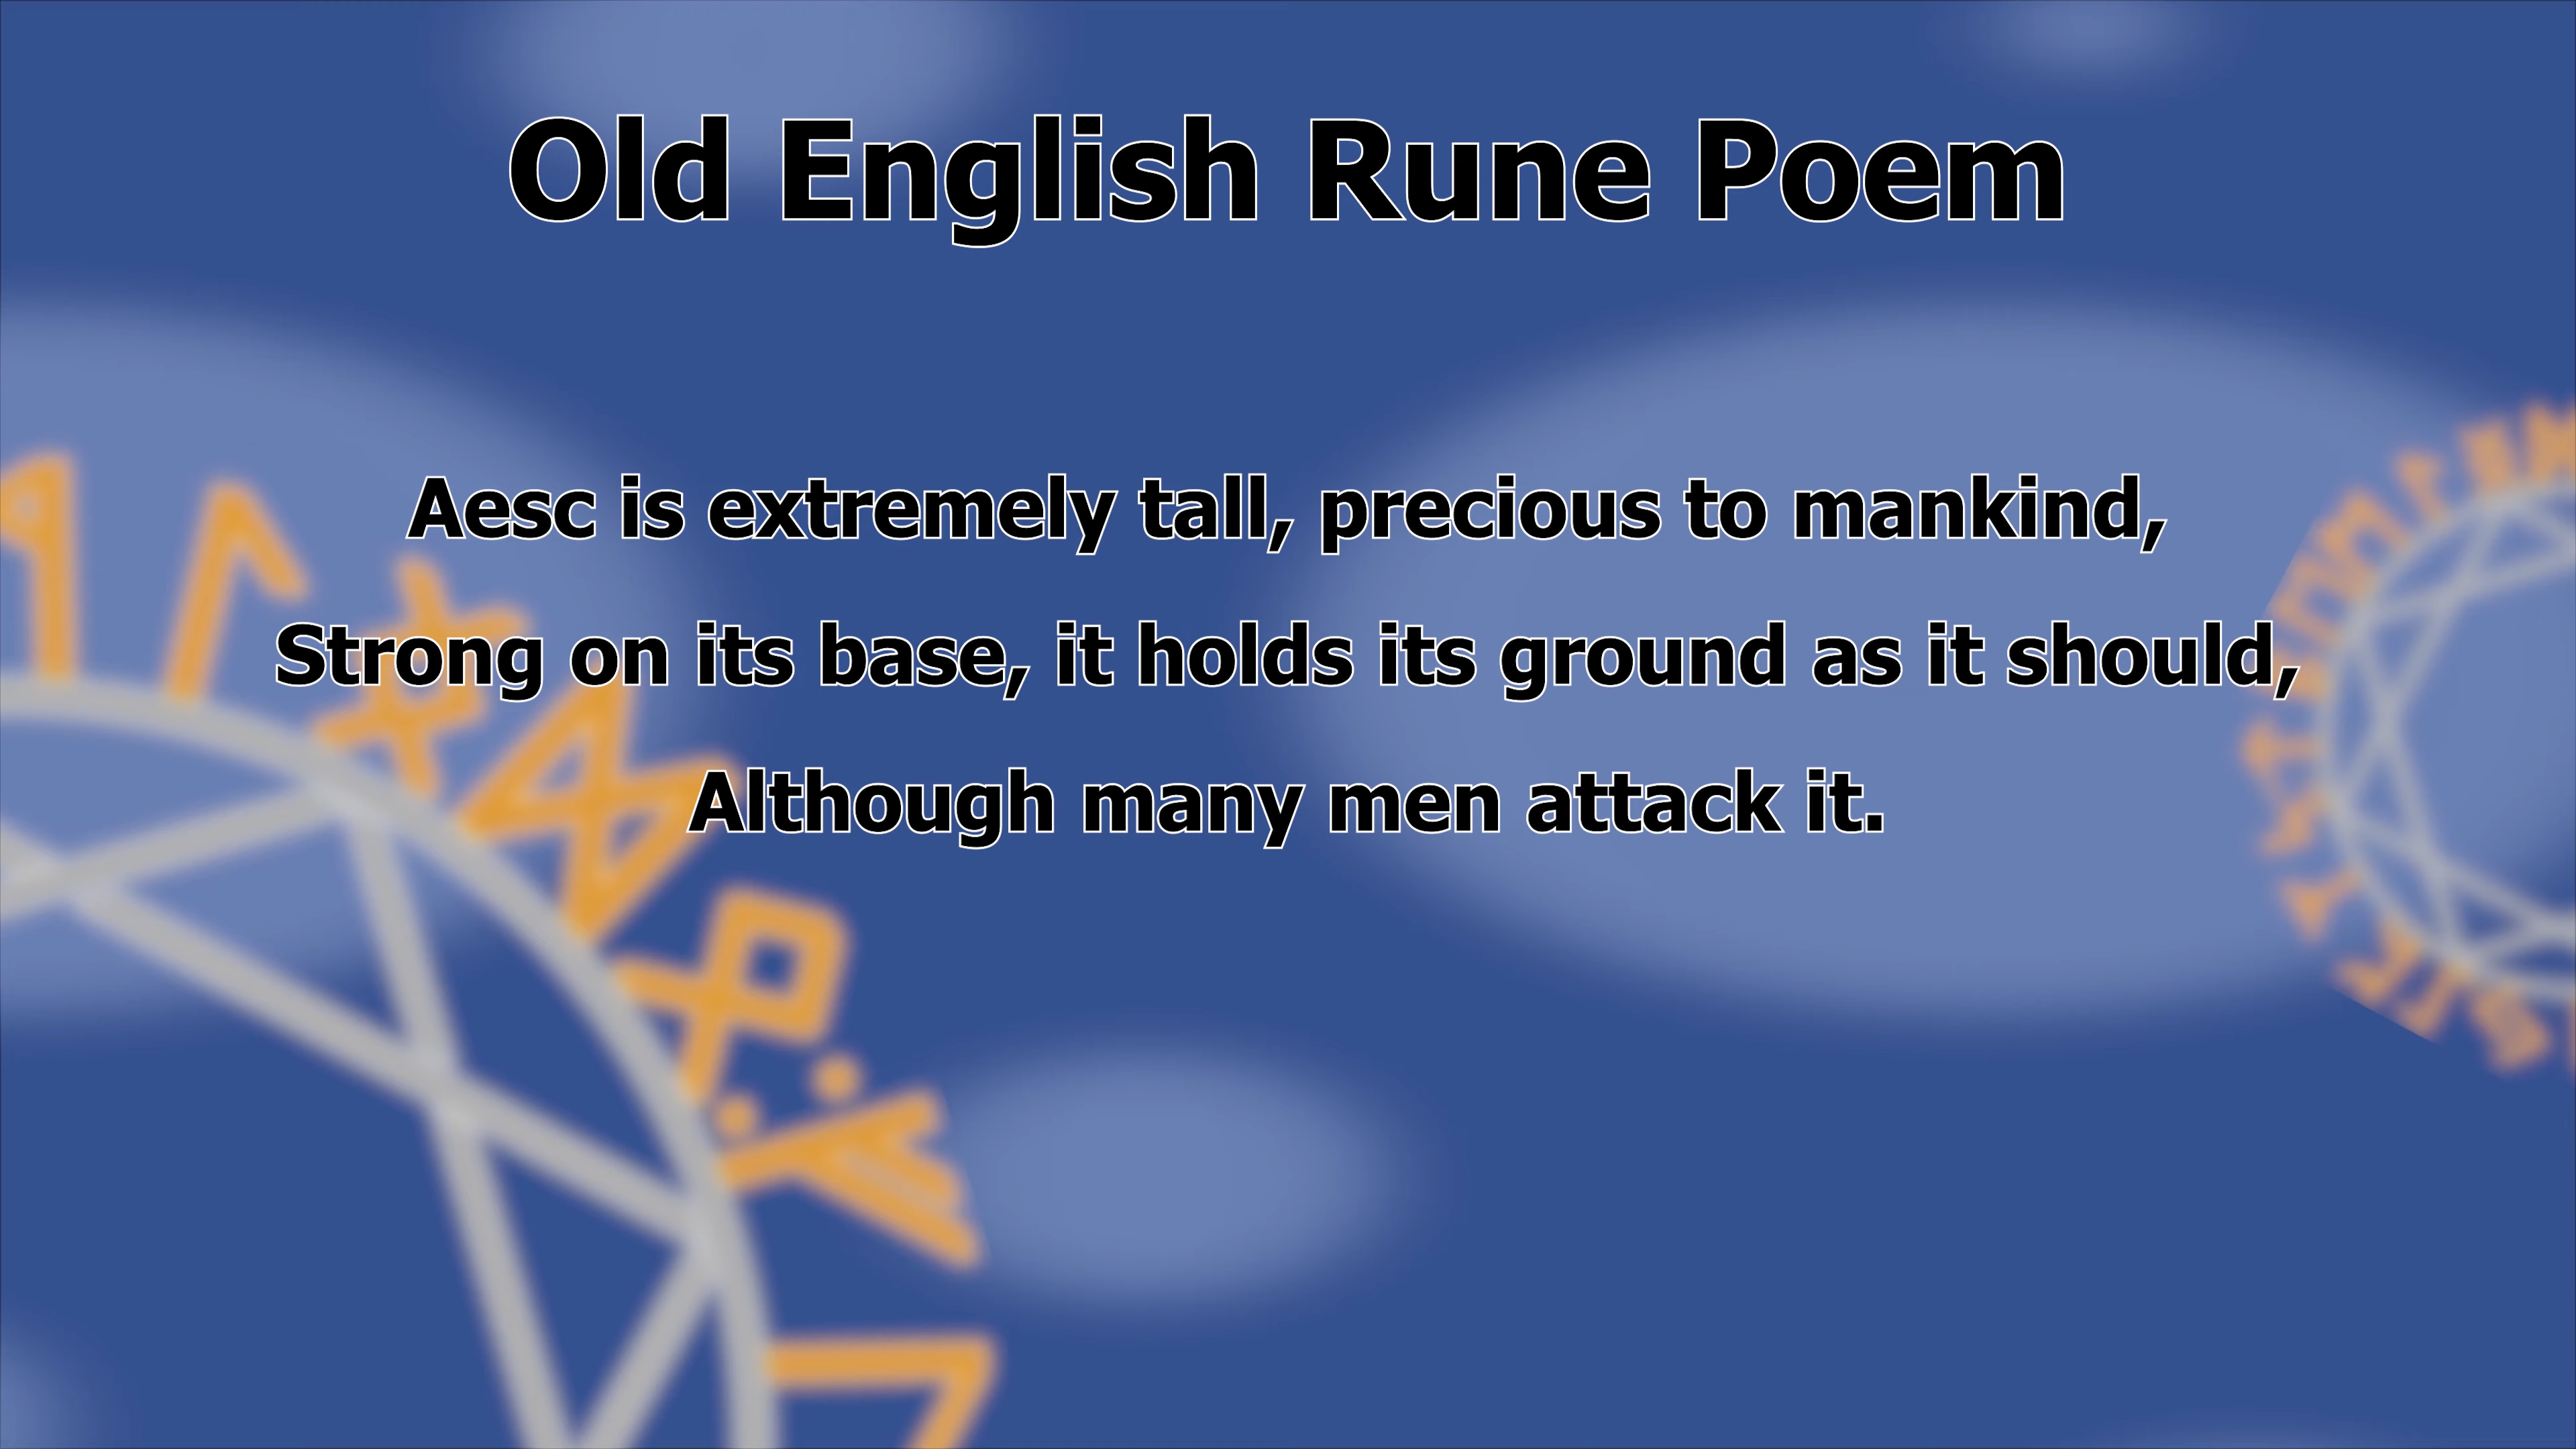 Old English Rune Poem
Aesc is extremely tall, precious to mankind,
Strong on its base, it holds its ground as it should,
Although many men attack it.